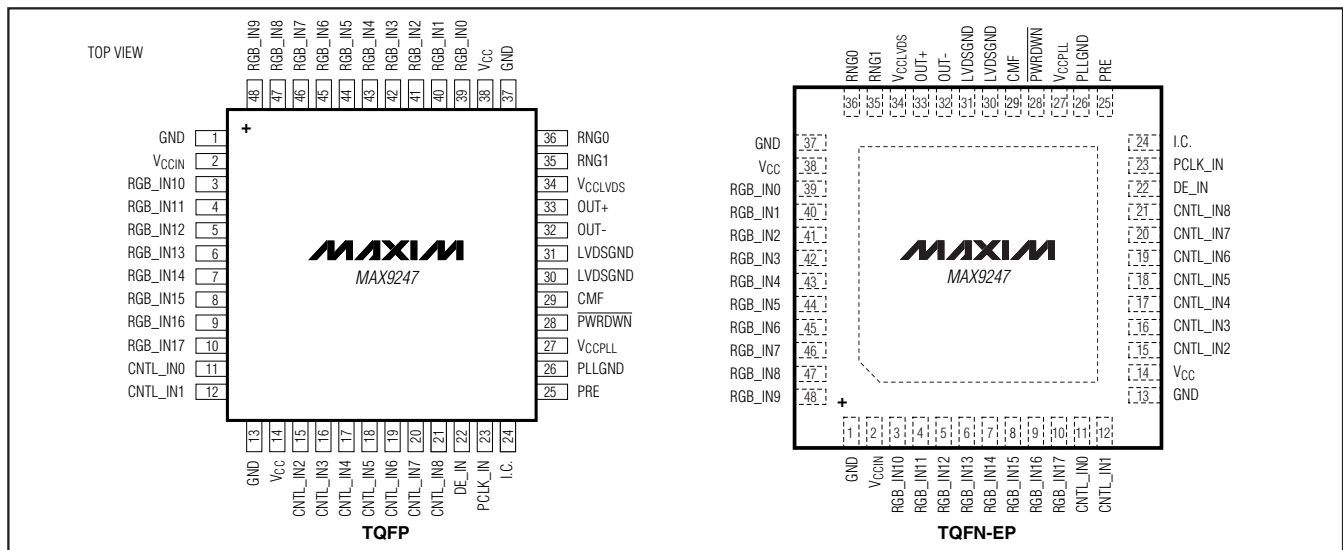 TOP VIEW
RGB_IN9 RGB_IN8 RGB_IN7 RGB_IN6 RGB_IN5 RGB_IN4 RGB_IN3 RGB_IN2 RGB_IN1 RGB_IN0 VCC GND
48 47 46 45 44 43 42 41 40 39 38 37
+
GND 1
VCCIN 2
RGB_IN10 3
RGB_IN11 4
RGB_IN12 5
RGB_IN13 6
RGB_IN14 7
RGB_IN15 8
RGB_IN16 9
RGB_IN17 10
CNTL_IN0 11
CNTL_IN1 12
MAXIM
MAX9247
36 RNG0
35 RNG1
34 VCCLVDS
33 OUT+
32 OUT-
31 LVDSGND
30 LVDSGND
29 CMF
28 PWRDWN
27 VCCPLL
26 PLLGND
25 PRE
13 14 15 16 17 18 19 20 21 22 23 24
GND VCC CNTL_IN2 CNTL_IN3 CNTL_IN4 CNTL_IN5 CNTL_IN6 CNTL_IN7 CNTL_IN8 DE_IN PCLK_IN I.C.
TQFP
RNG0 RNG1 VCCLVDS OUT+ OUT- LVDSGND LVDSGND CMF PWRDWN VCCPLL PLLGND PRE
36 35 34 33 32 31 30 29 28 27 26 25
GND 37
VCC 38
RGB_IN0 39
RGB_IN1 40
RGB_IN2 41
RGB_IN3 42
RGB_IN4 43
RGB_IN5 44
RGB_IN6 45
RGB_IN7 46
RGB_IN8 47
RGB_IN9 48
MAXIM
MAX9247
24 I.C.
23 PCLK_IN
22 DE_IN
21 CNTL_IN8
20 CNTL_IN7
19 CNTL_IN6
18 CNTL_IN5
17 CNTL_IN4
16 CNTL_IN3
15 CNTL_IN2
14 VCC
13 GND
+
1 2 3 4 5 6 7 8 9 10 11 12
GND VCCIN RGB_IN10 RGB_IN11 RGB_IN12 RGB_IN13 RGB_IN14 RGB_IN15 RGB_IN16 RGB_IN17 CNTL_IN0 CNTL_IN1
TQFN-EP